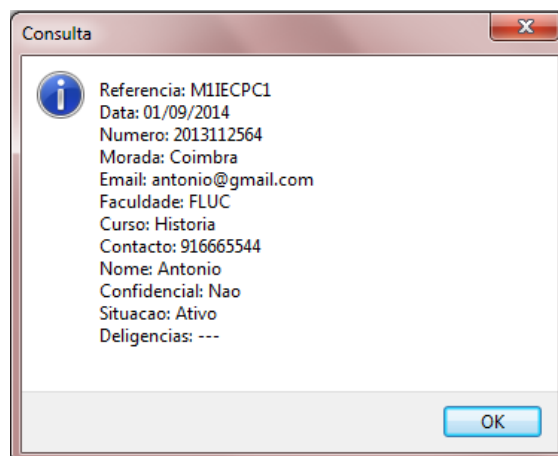 Consulta
Referencia: M1IECPC1
Data: 01/09/2014
Numero: 2013112564
Morada: Coimbra
Email: antonio@gmail.com
Faculdade: FLUC
Curso: Historia
Contacto: 916665544
Nome: Antonio
Confidencial: Nao
Situacao: Ativo
Deligencias: ---
OK